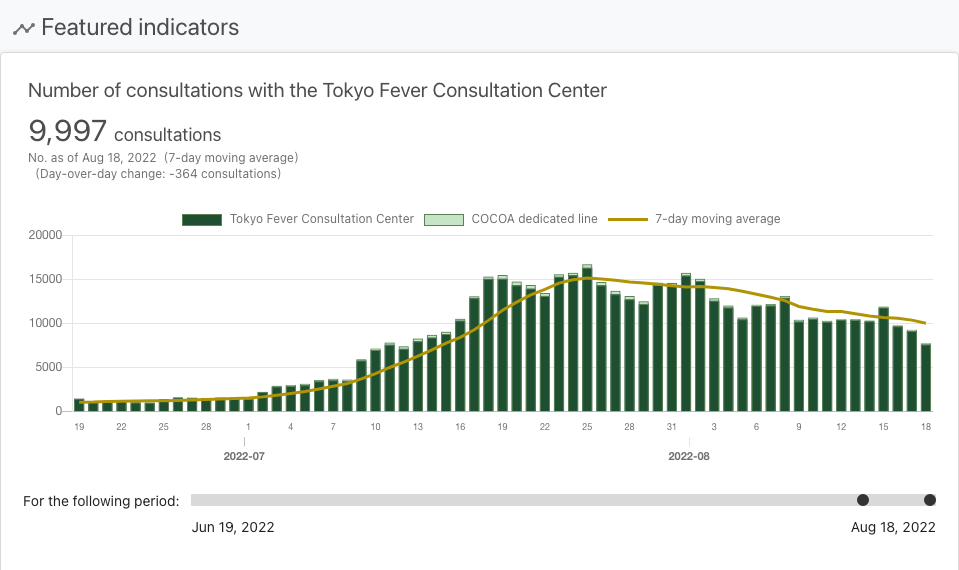 Featured indicators
Number of consultations with the Tokyo Fever Consultation Center
9,997 consultations
No. as of Aug 18, 2022 (7-day moving average)
(Day-over-day change: -364 consultations)
Tokyo Fever Consultation Center COCOA dedicated line 7-day moving average
20000
15000
10000
5000
0
19 22 25 28 1 4 7 10 13 16 19 22 25 28 31 3 6 9 12 15 18
2022-07 2022-08
For the following period:
Jun 19, 2022 Aug 18, 2022